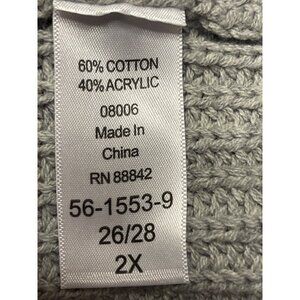 60% COTTON
40% ACRYLIC
08006
Made In
China
RN 88842
56-1553-9
26/28
2X